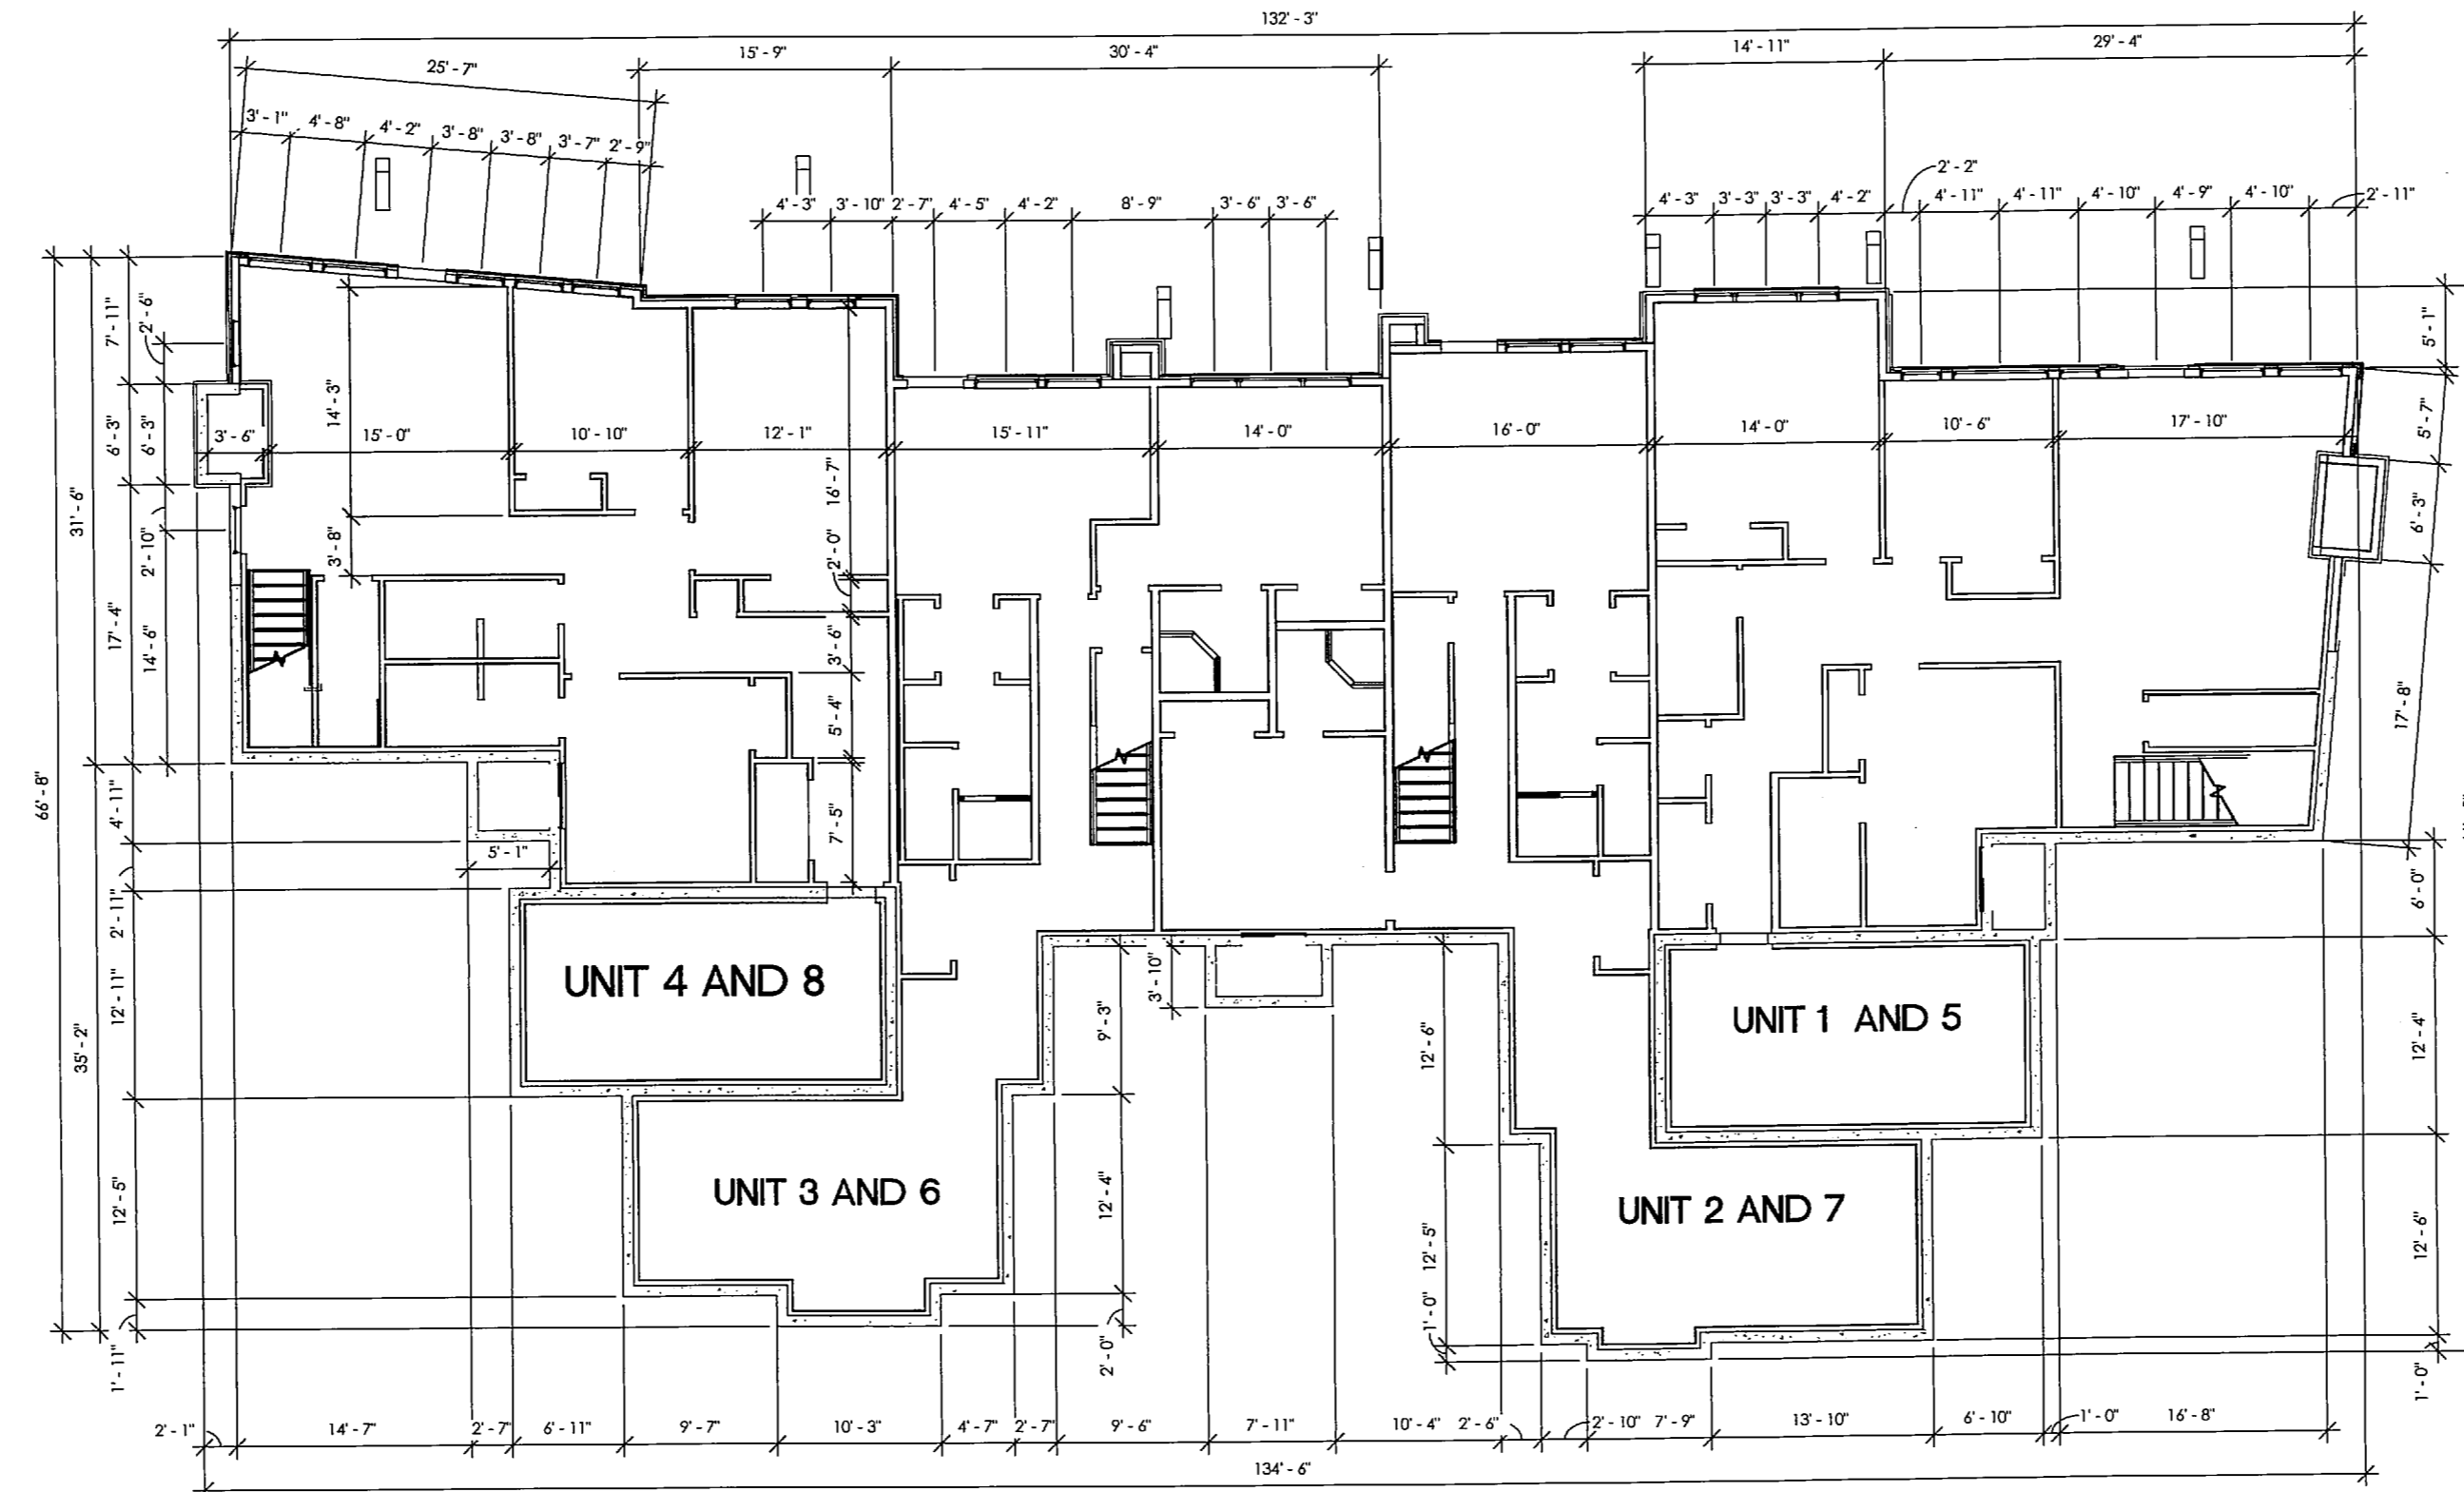 132' - 3"
15' - 9"
30' - 4"
14' - 11"
29' - 4"
25' - 7"
3' - 1"
4' - 8"
4' - 2"
3' - 8"
3' - 8"
3' - 7"
2' - 9"
2' - 2"
4' - 3"
3' - 10"
2' - 7"
4' - 5"
4' - 2"
8' - 9"
3' - 6"
3' - 6"
4' - 3"
3' - 3"
3' - 3"
4' - 2"
4' - 11"
4' - 11"
4' - 10"
4' - 9"
4' - 10"
2' - 11"
7' - 11"
2' - 6"
5' - 1"
14' - 3"
6' - 3"
6' - 3"
3' - 6"
15' - 0"
10' - 10"
12' - 1"
15' - 11"
14' - 0"
16' - 0"
14' - 0"
10' - 6"
17' - 10"
5' - 7"
31' - 6"
16' - 7"
6' - 3"
2' - 10"
3' - 8"
2' - 0"
17' - 4"
14' - 6"
3' - 6"
5' - 4"
17' - 8"
66' - 8"
4' - 11"
7' - 5"
5' - 1"
6' - 0"
2' - 11"
12' - 11"
UNIT 4 AND 8
3' - 10"
9' - 3"
12' - 6"
UNIT 1 AND 5
12' - 4"
35' - 2"
12' - 5"
UNIT 3 AND 6
12' - 4"
UNIT 2 AND 7
12' - 5"
12' - 6"
1' - 0"
1' - 11"
2' - 0"
1' - 0"
2' - 1"
14' - 7"
2' - 7"
6' - 11"
9' - 7"
10' - 3"
4' - 7"
2' - 7"
9' - 6"
7' - 11"
10' - 4"
2' - 6"
2' - 10"
7' - 9"
13' - 10"
6' - 10"
1' - 0"
16' - 8"
134' - 6"